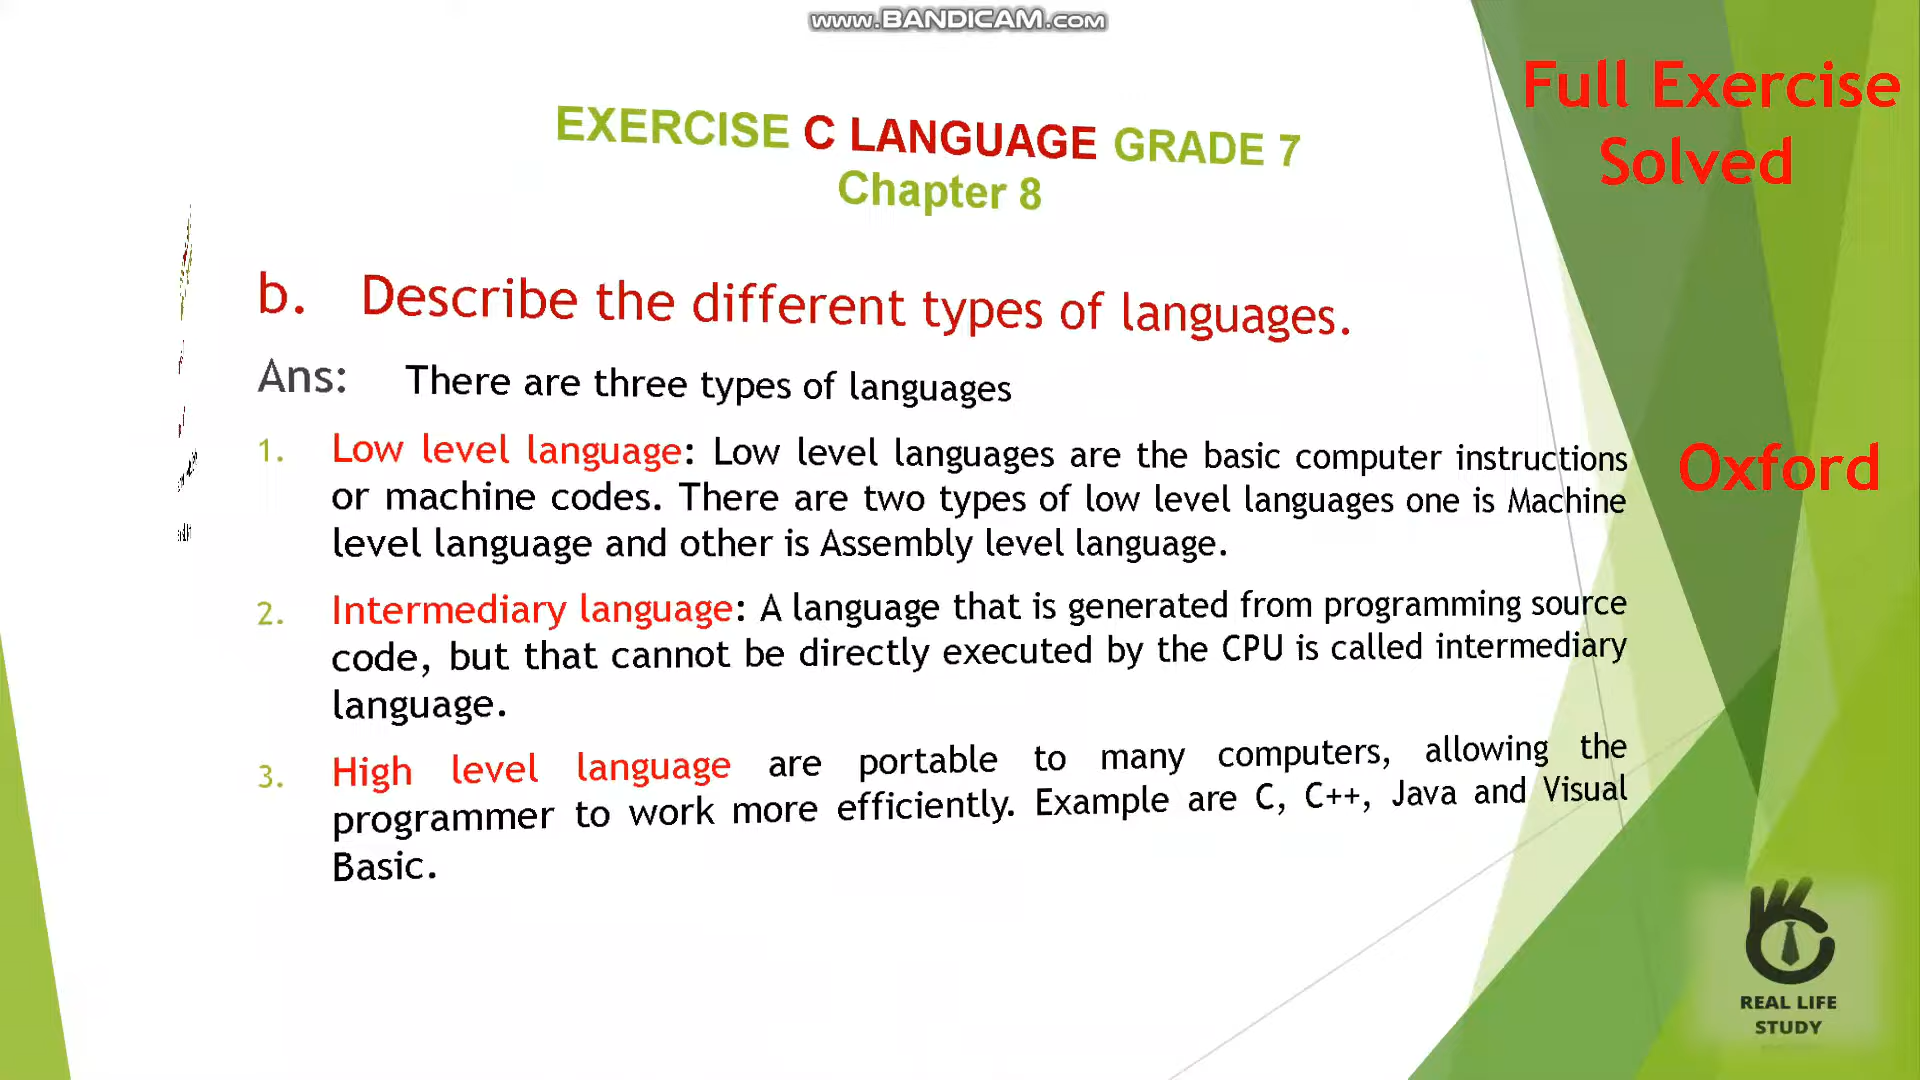 www.BANDICAM.com
Full Exercise
Solved
EXERCISE C LANGUAGE GRADE 7
Chapter 8
b. Describe the different types of languages.
Ans: There are three types of languages
1. Low level language: Low level languages are the basic computer instructions
or machine codes. There are two types of low level languages one is Machine
level language and other is Assembly level language.
Oxford
2. Intermediary language: A language that is generated from programming source
code, but that cannot be directly executed by the CPU is called intermediary
language.
3. High level language are portable to many computers, allowing the
programmer to work more efficiently. Example are C, C++, Java and Visual
Basic.
REAL LIFE
STUDY